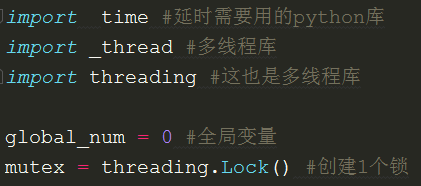 import time #延时需要用的python库
import _thread #多线程库
import threading #这也是多线程库
global_num = 0 #全局变量
mutex = threading.Lock() #创建1个锁